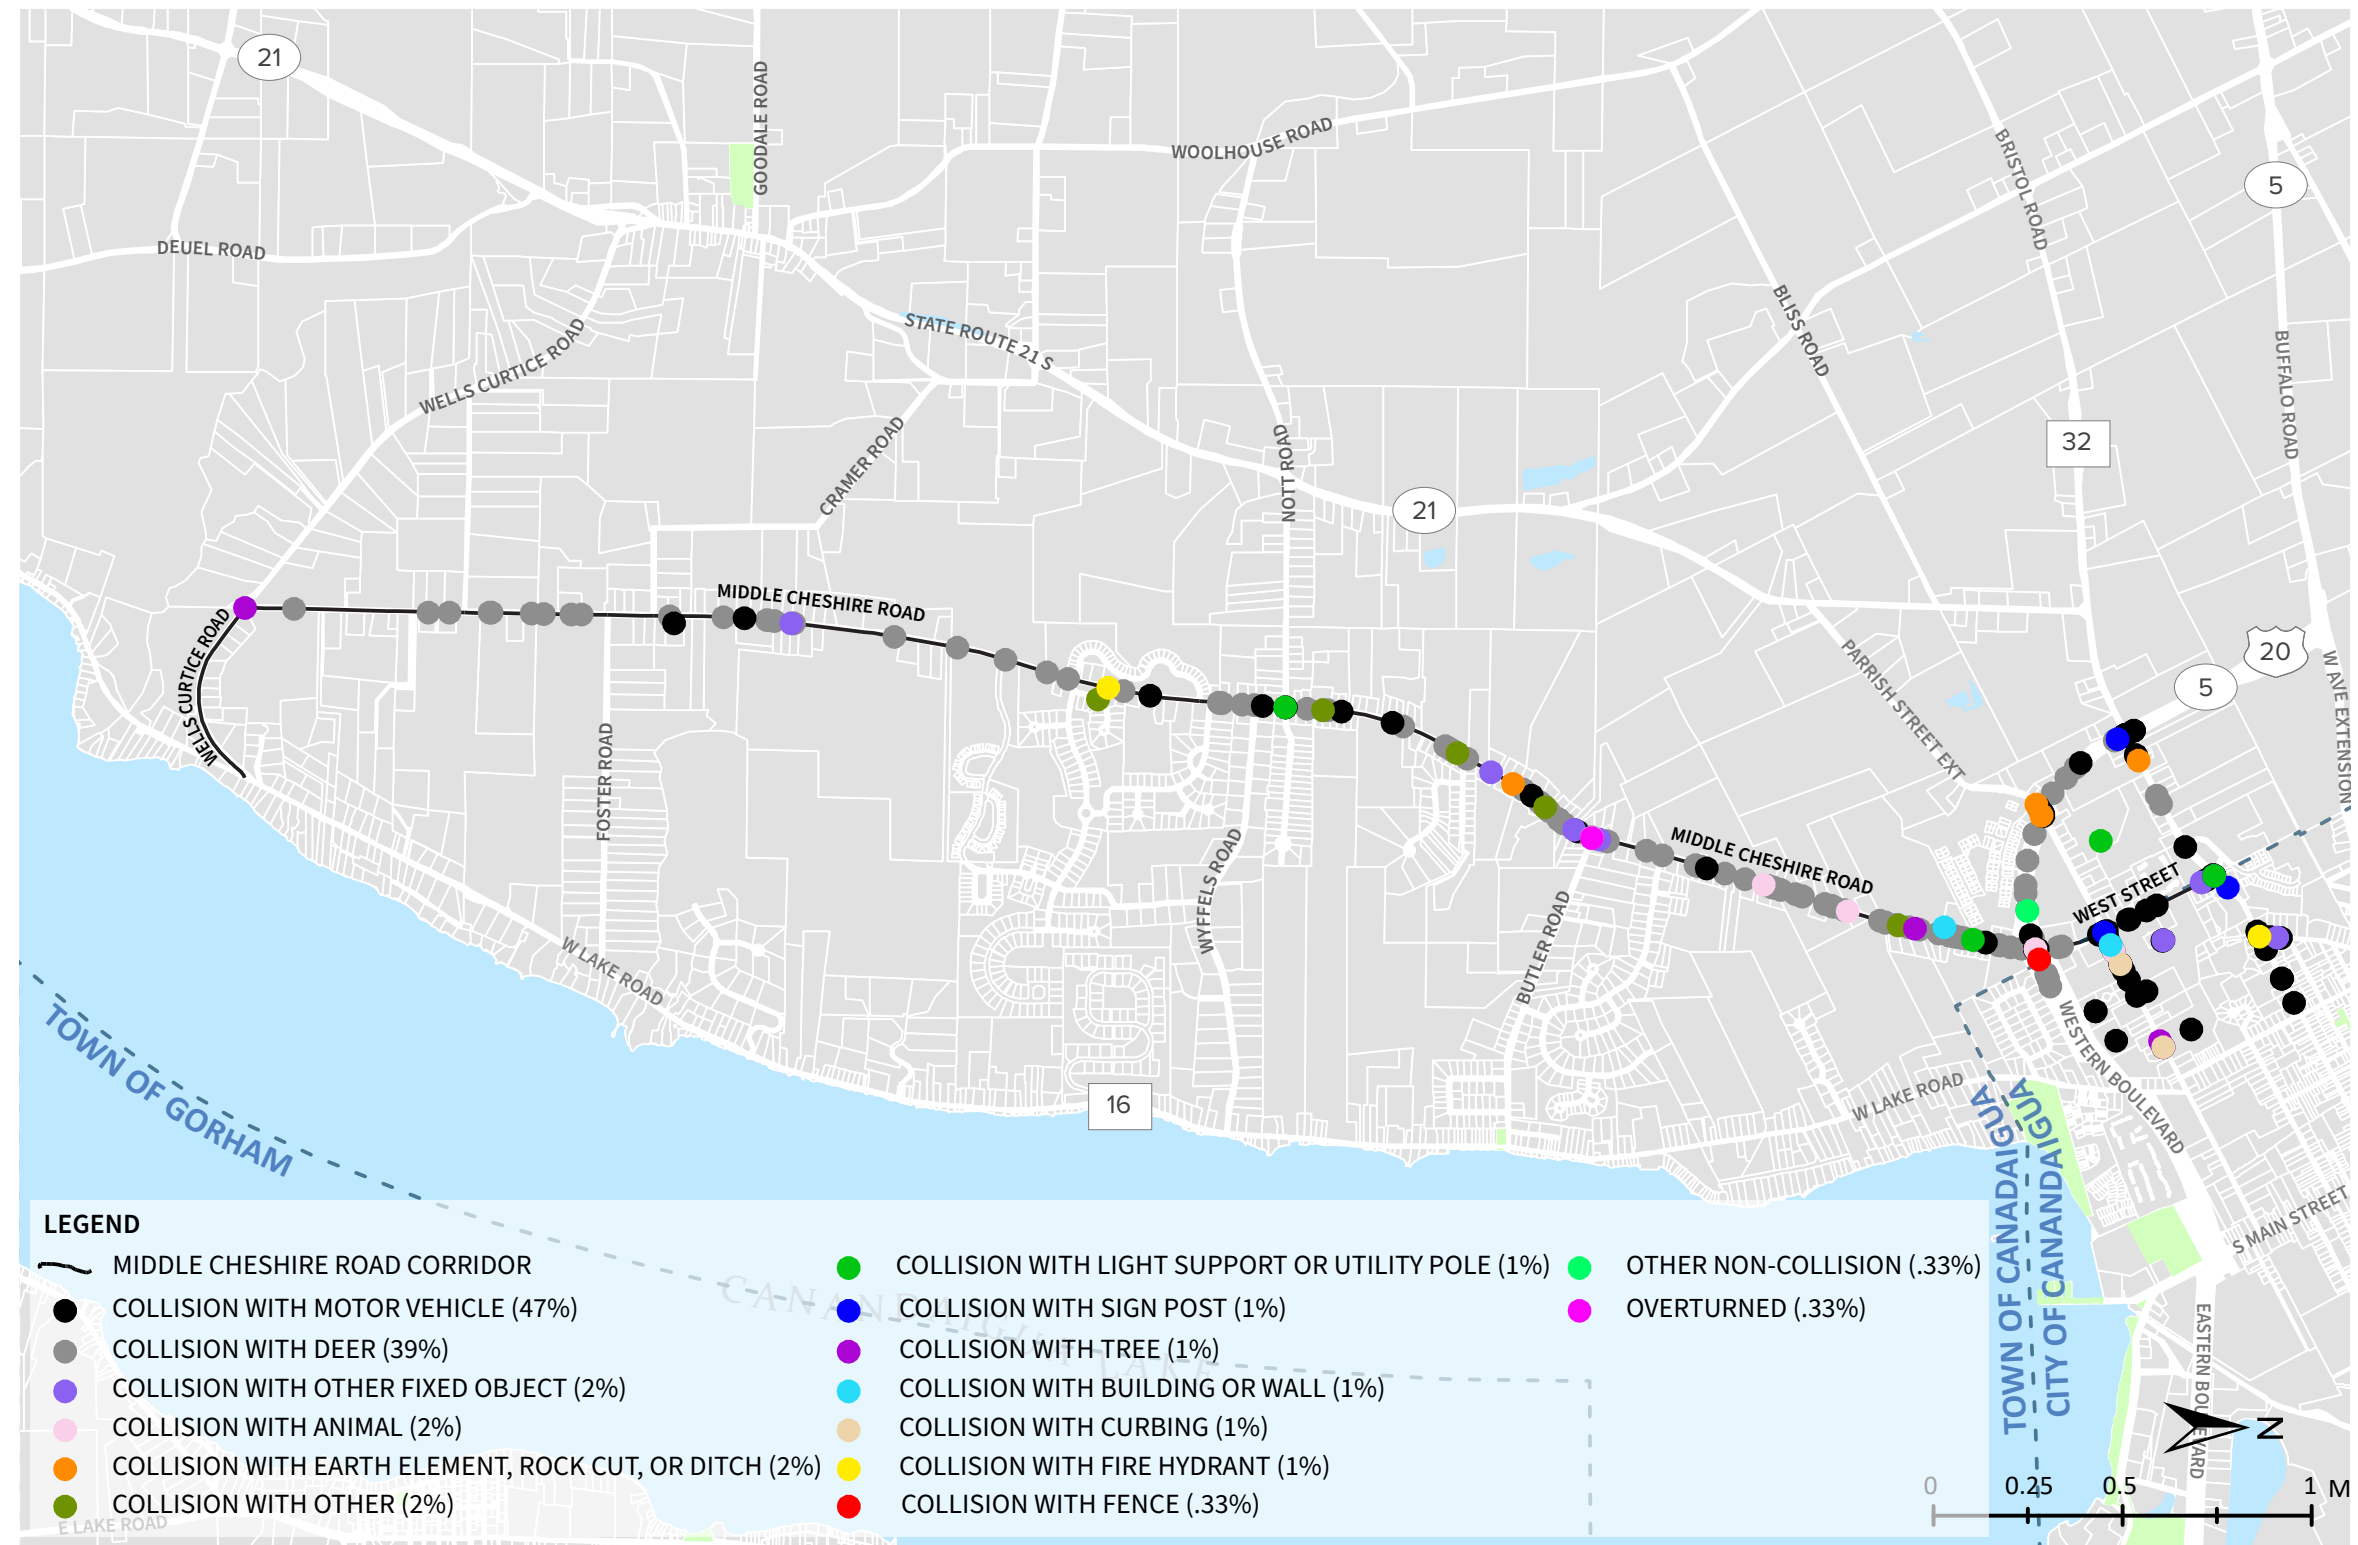 21
GOODALE ROAD
WOOLHOUSE ROAD
BRISTOL ROAD
5
DEUEL ROAD
STATE ROUTE 21 S
BLISS ROAD
BUFFALO ROAD
WELLS CURTICE ROAD
CRAMER ROAD
NOTT ROAD
32
21
MIDDLE CHESHIRE ROAD
PARRISH STREET EXT
20
5
W AVE EXTENSION
WELLS CURTICE ROAD
FOSTER ROAD
WYFFELS ROAD
MIDDLE CHESHIRE ROAD
WEST STREET
BUTLER ROAD
W LAKE ROAD
WESTERN BOULEVARD
TOWN OF GORHAM
16
W LAKE ROAD
TOWN OF CANADAIGUA
CITY OF CANANDAIGUA
S MAIN STREET
EASTERN BOULEVARD
CANANDAIGUA LAKE
E LAKE ROAD
LEGEND
MIDDLE CHESHIRE ROAD CORRIDOR
COLLISION WITH MOTOR VEHICLE (47%)
COLLISION WITH DEER (39%)
COLLISION WITH OTHER FIXED OBJECT (2%)
COLLISION WITH ANIMAL (2%)
COLLISION WITH EARTH ELEMENT, ROCK CUT, OR DITCH (2%)
COLLISION WITH OTHER (2%)
COLLISION WITH LIGHT SUPPORT OR UTILITY POLE (1%)
COLLISION WITH SIGN POST (1%)
COLLISION WITH TREE (1%)
COLLISION WITH BUILDING OR WALL (1%)
COLLISION WITH CURBING (1%)
COLLISION WITH FIRE HYDRANT (1%)
COLLISION WITH FENCE (.33%)
OTHER NON-COLLISION (.33%)
OVERTURNED (.33%)
N
0 0.25 0.5 1 M